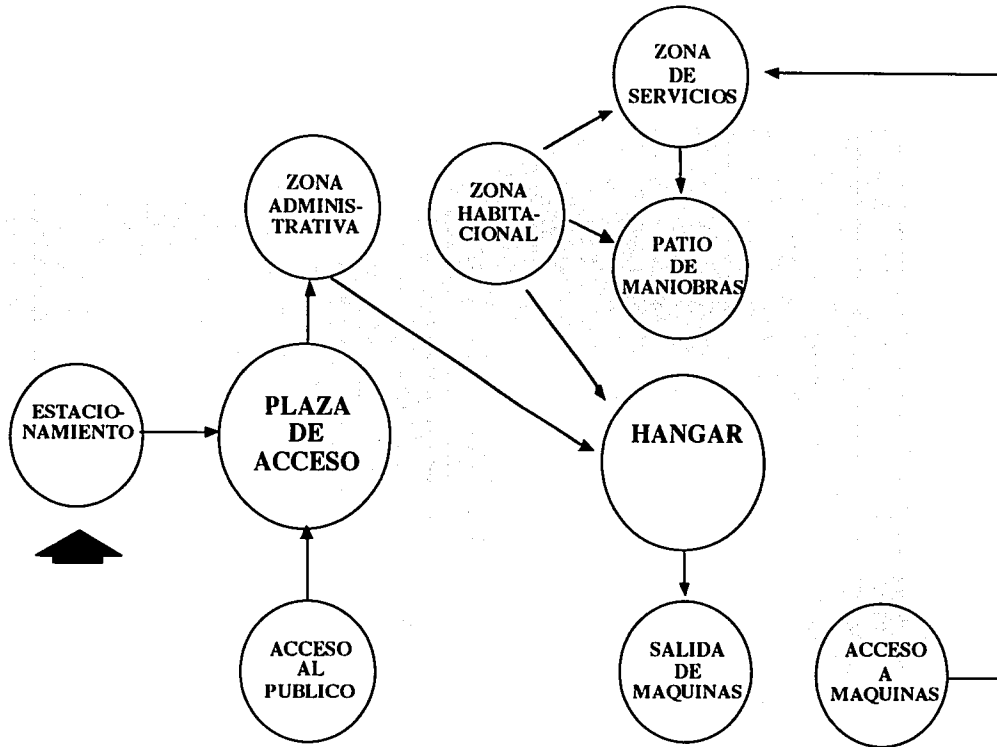 ZONA
DE
SERVICIOS
ZONA
ADMINIS-
TRATIVA
ZONA
HABITA-
CIONAL
PATIO
DE
MANIOBRAS
ESTACIO-
NAMIENTO
PLAZA
DE
ACCESO
HANGAR
ACCESO
AL
PUBLICO
SALIDA
DE
MAQUINAS
ACCESO
A
MAQUINAS